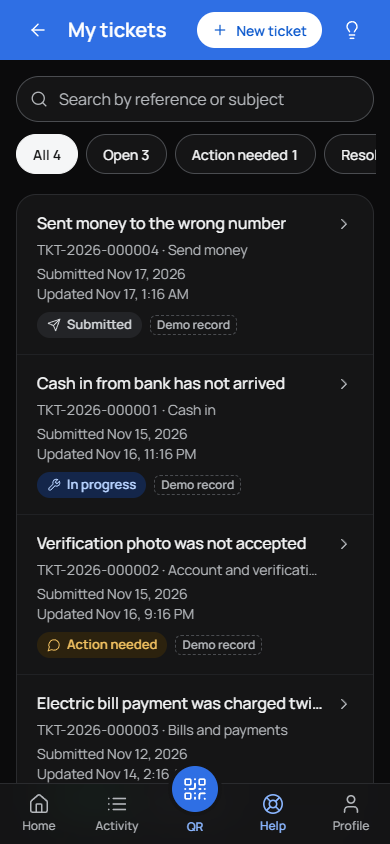 My tickets
New ticket
Search by reference or subject
All 4
Open 3
Action needed 1
Resol
Sent money to the wrong number
TKT-2026-000004 · Send money
Submitted Nov 17, 2026
Updated Nov 17, 1:16 AM
Submitted
Demo record
Cash in from bank has not arrived
TKT-2026-000001 · Cash in
Submitted Nov 15, 2026
Updated Nov 16, 11:16 PM
In progress
Demo record
Verification photo was not accepted
TKT-2026-000002 · Account and verificati…
Submitted Nov 15, 2026
Updated Nov 16, 9:16 PM
Action needed
Demo record
Electric bill payment was charged twi…
TKT-2026-000003 · Bills and payments
Submitted Nov 12, 2026
Updated Nov 14, 2:16
Home
Activity
QR
Help
Profile